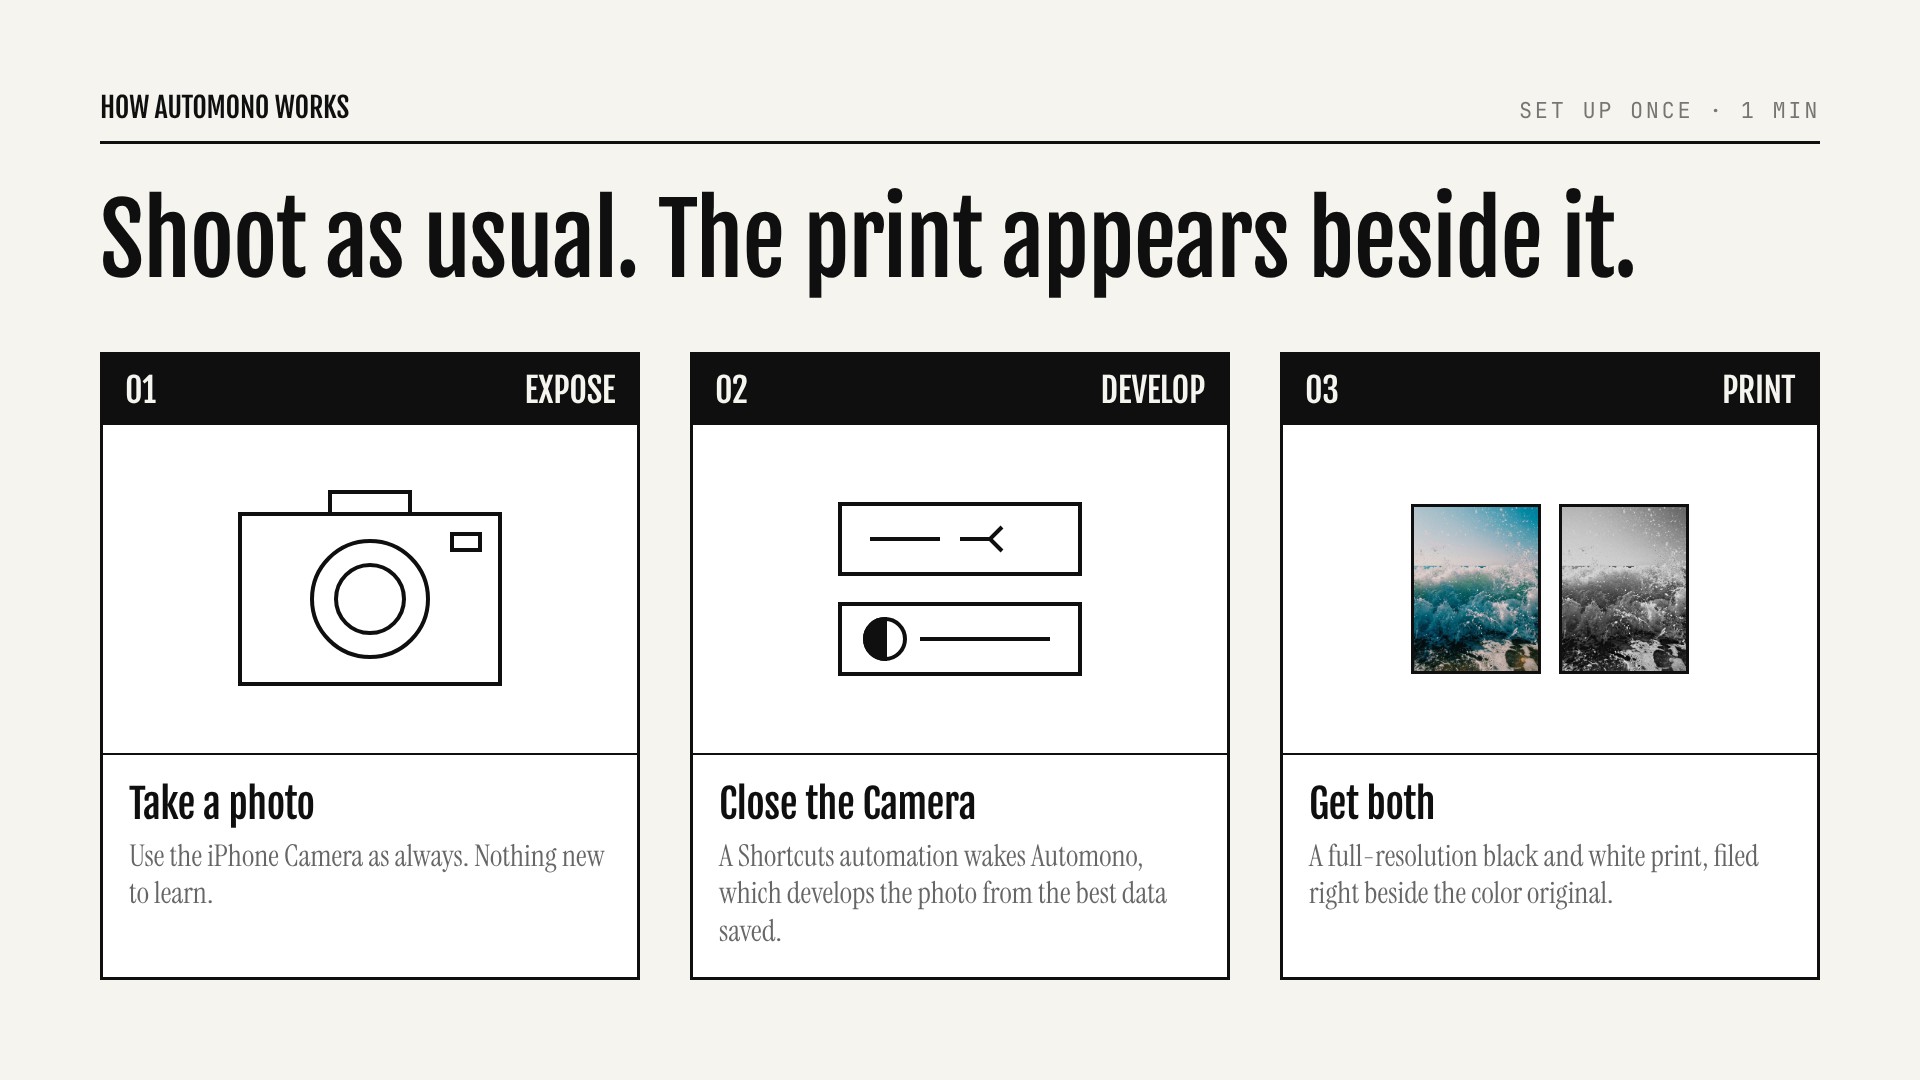 HOW AUTOMONO WORKS
SET UP ONCE · 1 MIN
Shoot as usual. The print appears beside it.
01
EXPOSE
Take a photo
Use the iPhone Camera as always. Nothing new
to learn.
02
DEVELOP
Close the Camera
A Shortcuts automation wakes Automono,
which develops the photo from the best data
saved.
03
PRINT
Get both
A full-resolution black and white print, filed
right beside the color original.